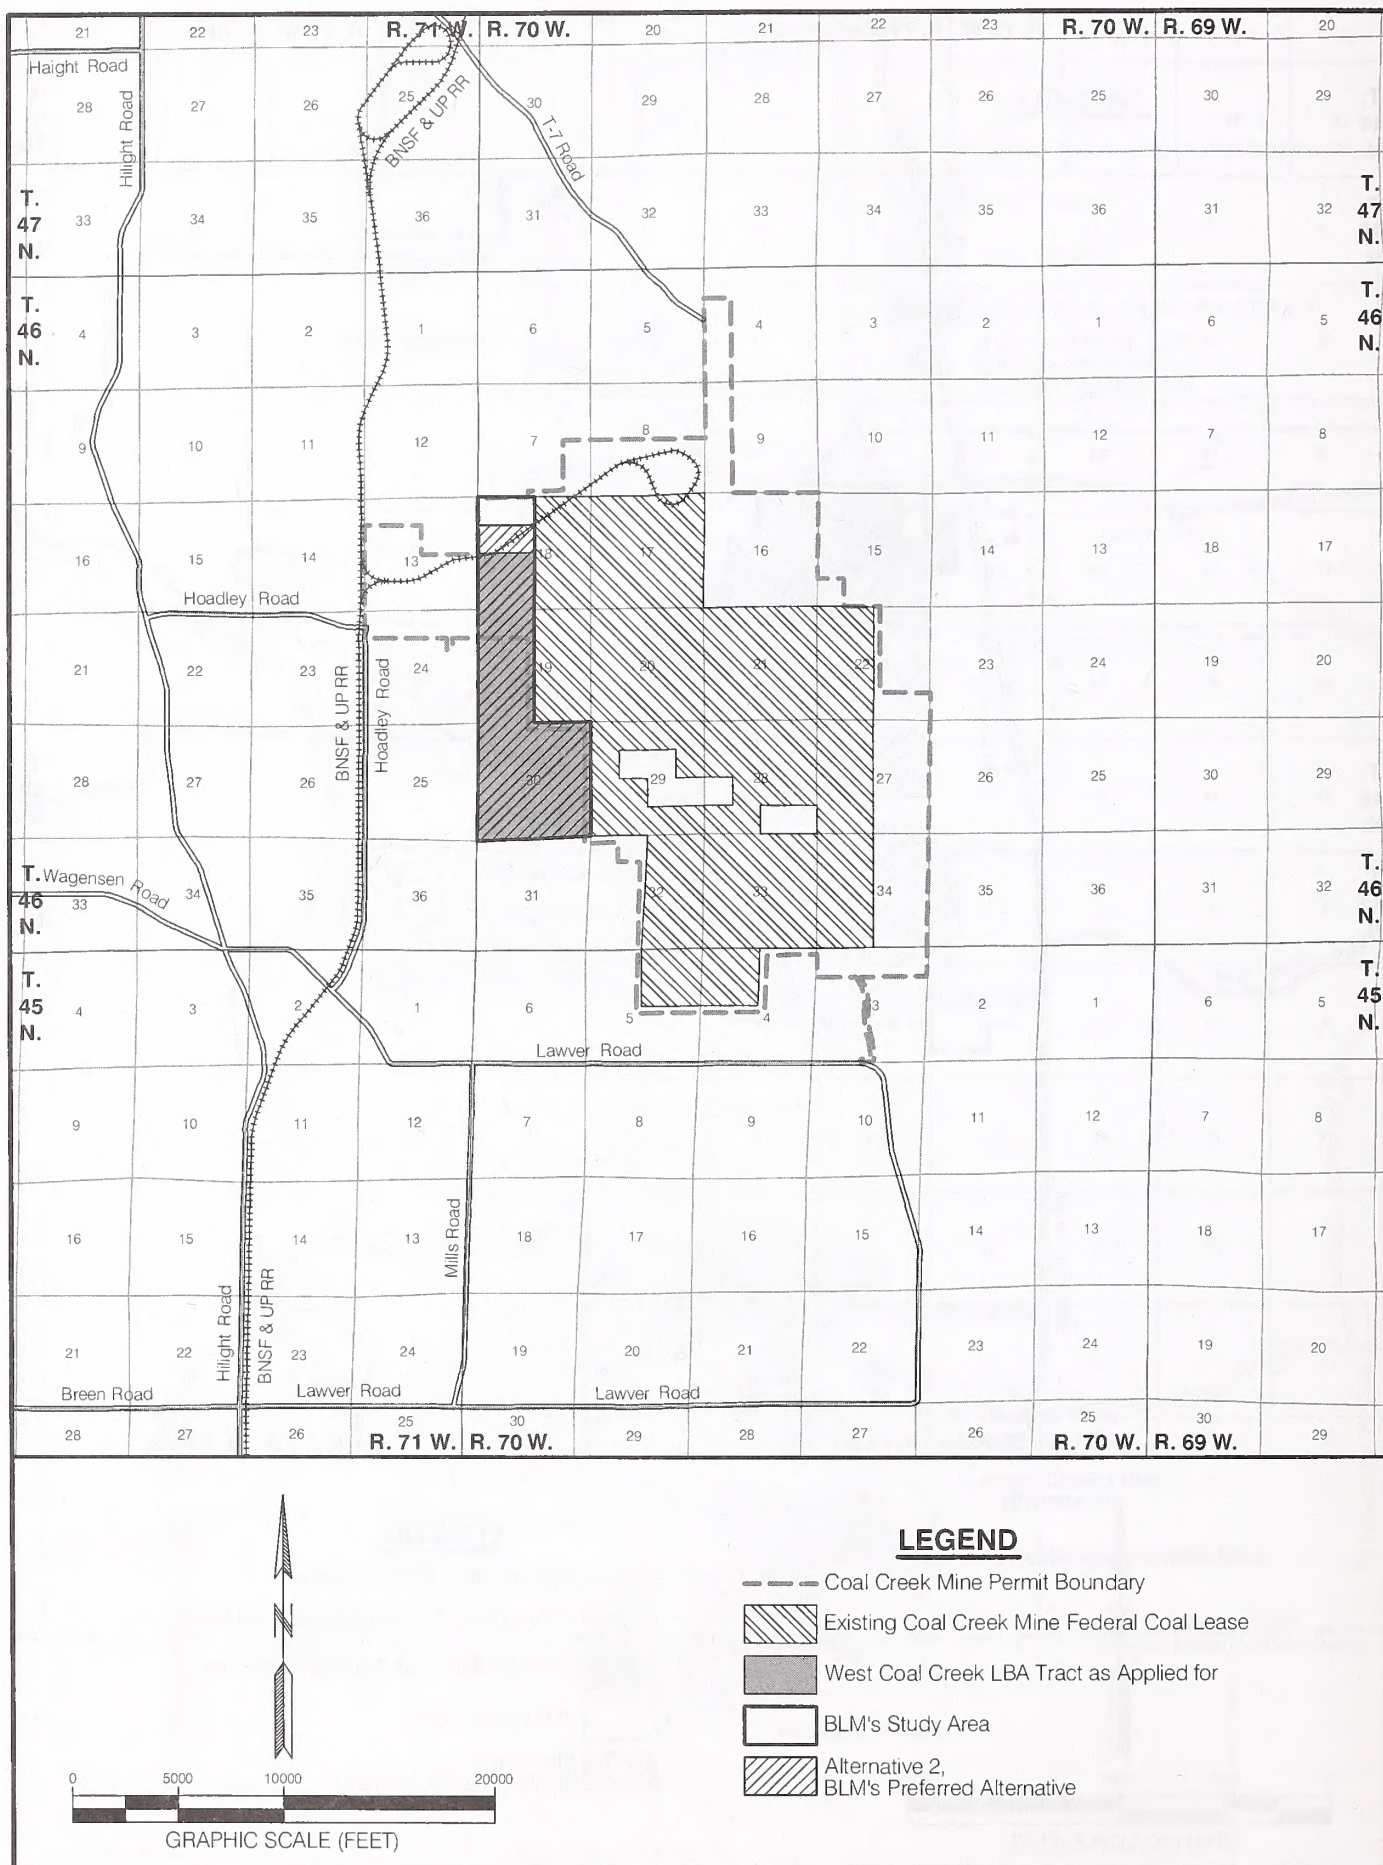 21 22 23 R. 71 W. R. 70 W. 20 21 22 23 R. 70 W. R. 69 W. 20
Haight Road
Hilight Road
28 27 26 25 30 29 28 27 26 25 30 29
BNSF & UP RR
T-7 Road
T. 47 N.
33 34 35 36 31 32 33 34 35 36 31 32
T. 47 N.
T. 46 N.
4 3 2 1 6 5 4 3 2 1 6 5
T. 46 N.
9 10 11 12 7 8 9 10 11 12 7 8
16 15 14 13 18 17 16 15 14 13 18 17
Hoadley Road
21 22 23 24 19 20 21 22 23 24 19 20
BNSF & UP RR
Hoadley Road
28 27 26 25 30 29 28 27 26 25 30 29
T. 46 N.
Wagensen Road
33 34 35 36 31 32 33 34 35 36 31 32
T. 46 N.
T. 45 N.
4 3 2 1 6 5 4 3 2 1 6 5
T. 45 N.
Lawver Road
9 10 11 12 7 8 9 10 11 12 7 8
16 15 14 13 18 17 16 15 14 13 18 17
Mills Road
Hilight Road
BNSF & UP RR
21 22 23 24 19 20 21 22 23 24 19 20
Breen Road Lawver Road Lawver Road
28 27 26 25 30 29 28 27 26 25 30 29
R. 71 W. R. 70 W. R. 70 W. R. 69 W.
N
0 5000 10000 20000
GRAPHIC SCALE (FEET)
LEGEND
Coal Creek Mine Permit Boundary
Existing Coal Creek Mine Federal Coal Lease
West Coal Creek LBA Tract as Applied for
BLM's Study Area
Alternative 2,
BLM's Preferred Alternative